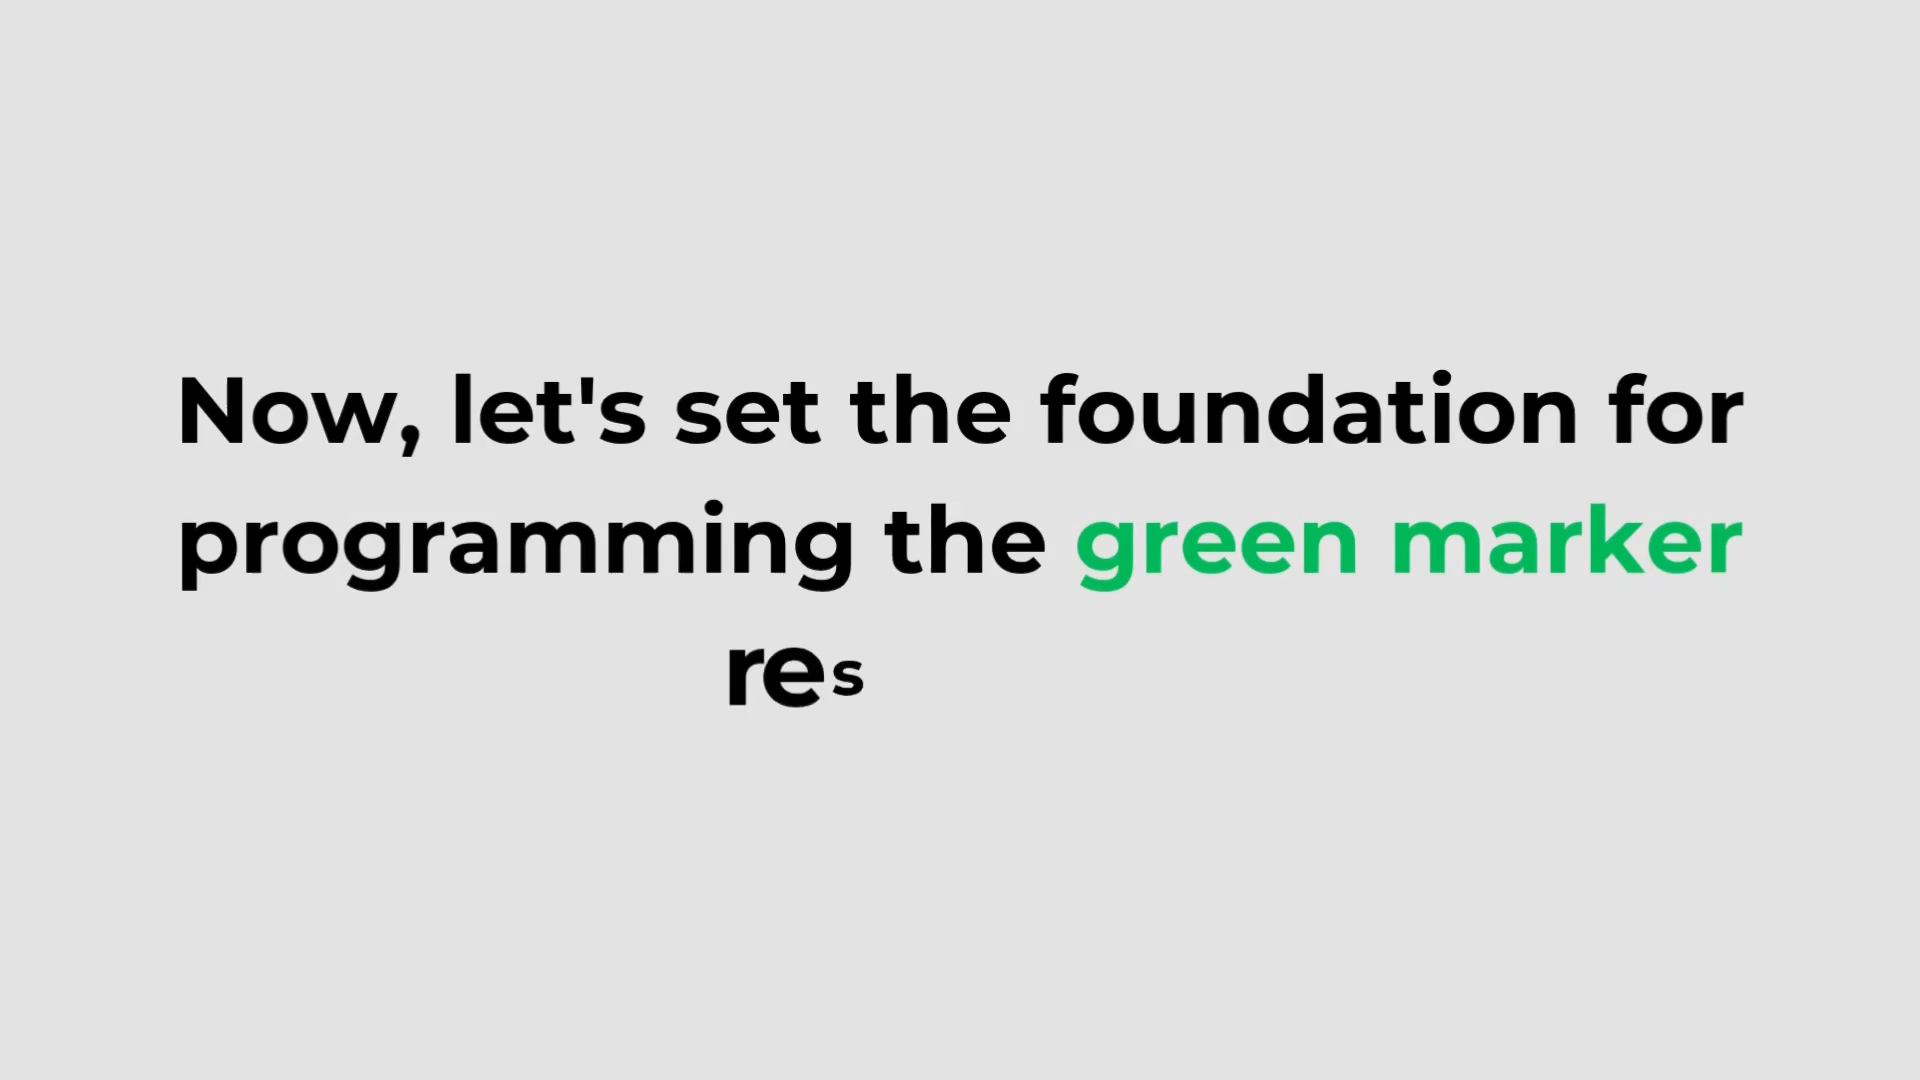 Now, let's set the foundation for
programming the green marker
res